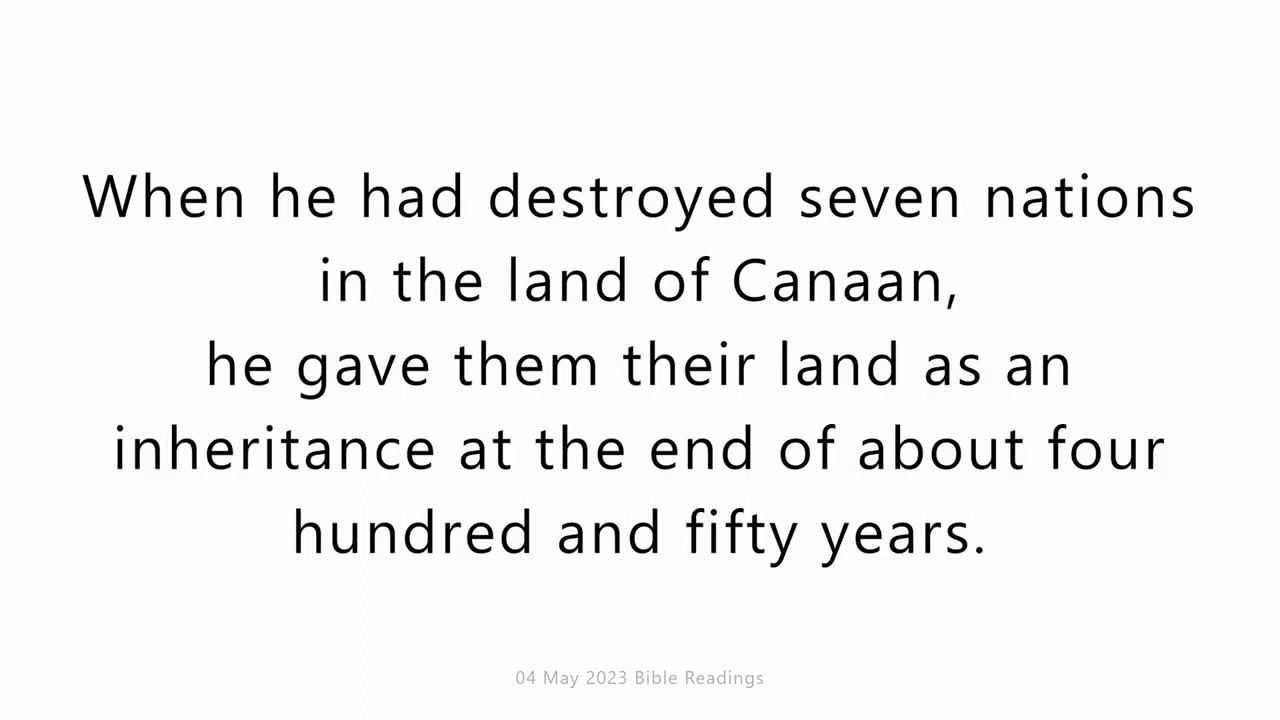 When he had destroyed seven nations
in the land of Canaan,
he gave them their land as an
inheritance at the end of about four
hundred and fifty years.
04 May 2023 Bible Readings